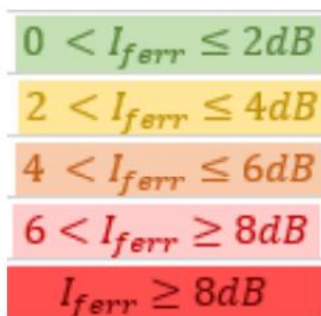 0 < I_ferr ≤ 2dB
2 < I_ferr ≤ 4dB
4 < I_ferr ≤ 6dB
6 < I_ferr ≥ 8dB
I_ferr ≥ 8dB